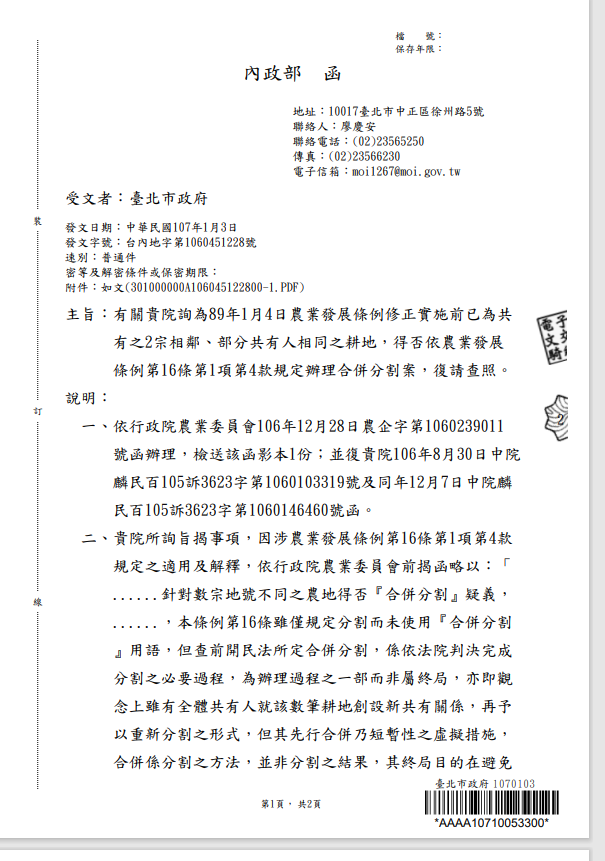 檔　　號：
保存年限：
內政部　函
地址：10017臺北市中正區徐州路5號
聯絡人：廖慶安
聯絡電話：(02)23565250
傳真：(02)23566230
電子信箱：moi1267@moi.gov.tw
受文者：臺北市政府
發文日期：中華民國107年1月3日
發文字號：台內地字第1060451228號
速別：普通件
密等及解密條件或保密期限：
附件：如文(301000000A106045122800-1.PDF)
主旨：有關貴院詢為89年1月4日農業發展條例修正實施前已為共
有之2宗相鄰、部分共有人相同之耕地，得否依農業發展
條例第16條第1項第4款規定辦理合併分割案，復請查照。
說明：
一、依行政院農業委員會106年12月28日農企字第1060239011
號函辦理，檢送該函影本1份；並復貴院106年8月30日中院
麟民百105訴3623字第1060103319號及同年12月7日中院麟
民百105訴3623字第1060146460號函。
二、貴院所詢旨揭事項，因涉農業發展條例第16條第1項第4款
規定之適用及解釋，依行政院農業委員會前揭函略以：「
......針對數宗地號不同之農地得否『合併分割』疑義，
......，本條例第16條雖僅規定分割而未使用『合併分割
』用語，但查前開民法所定合併分割，係依法院判決完成
分割之必要過程，為辦理過程之一部而非屬終局，亦即觀
念上雖有全體共有人就該數筆耕地創設新共有關係，再予
以重新分割之形式，但其先行合併乃短暫性之虛擬措施，
合併係分割之方法，並非分割之結果，其終局目的在避免
裝
訂
線
電子
文
騎
第1頁，共2頁
臺北市政府 1070103
*AAAA10710053300*